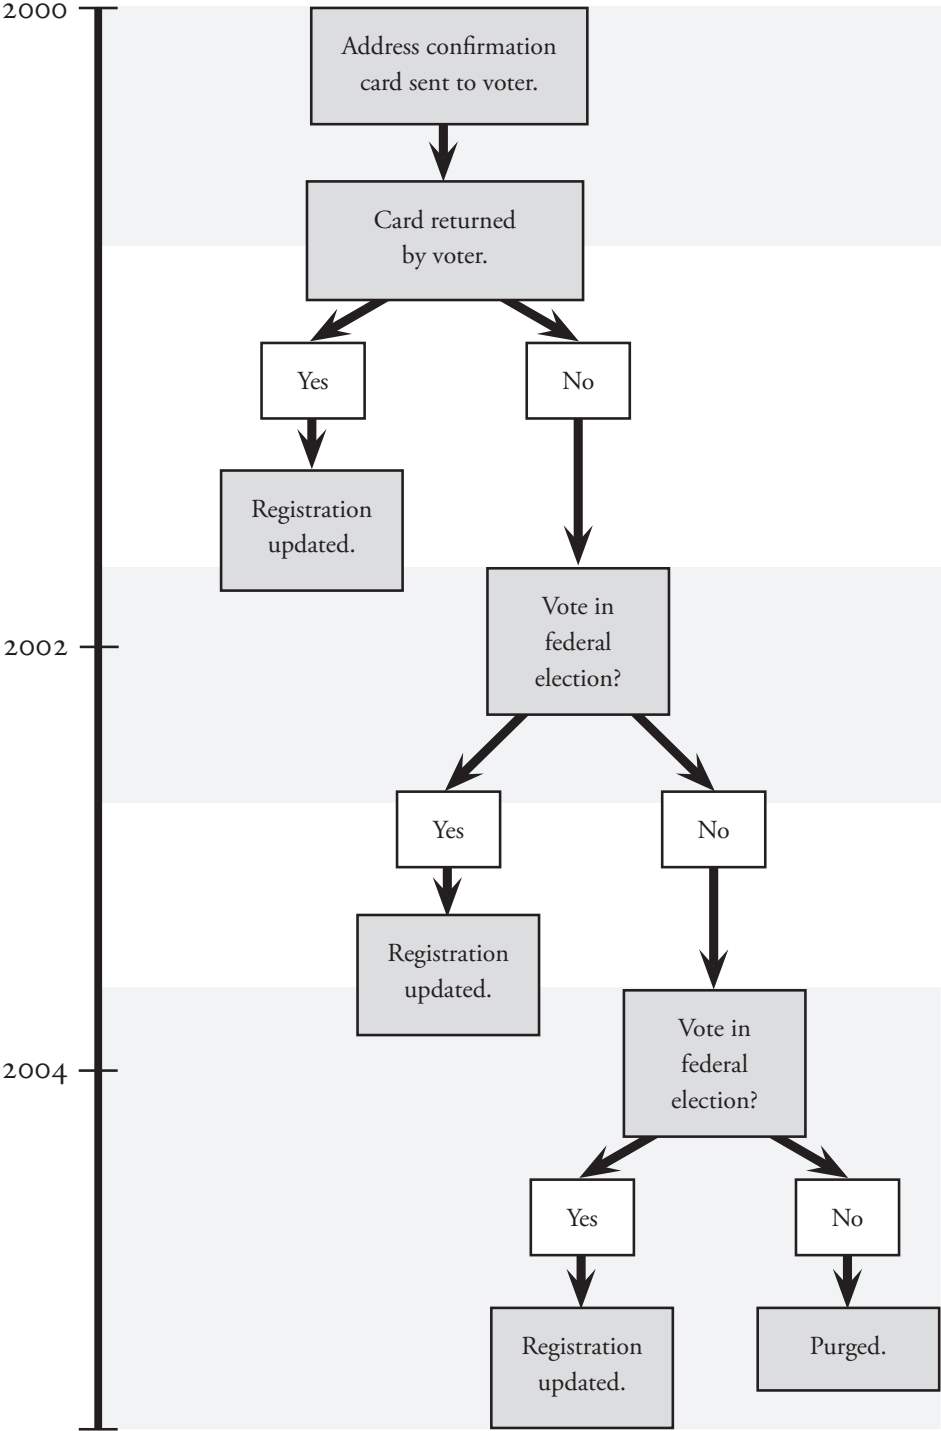 2000
Address confirmation
card sent to voter.
Card returned
by voter.
Yes
No
Registration
updated.
Vote in
federal
election?
2002
Yes
No
Registration
updated.
Vote in
federal
election?
2004
Yes
No
Registration
updated.
Purged.